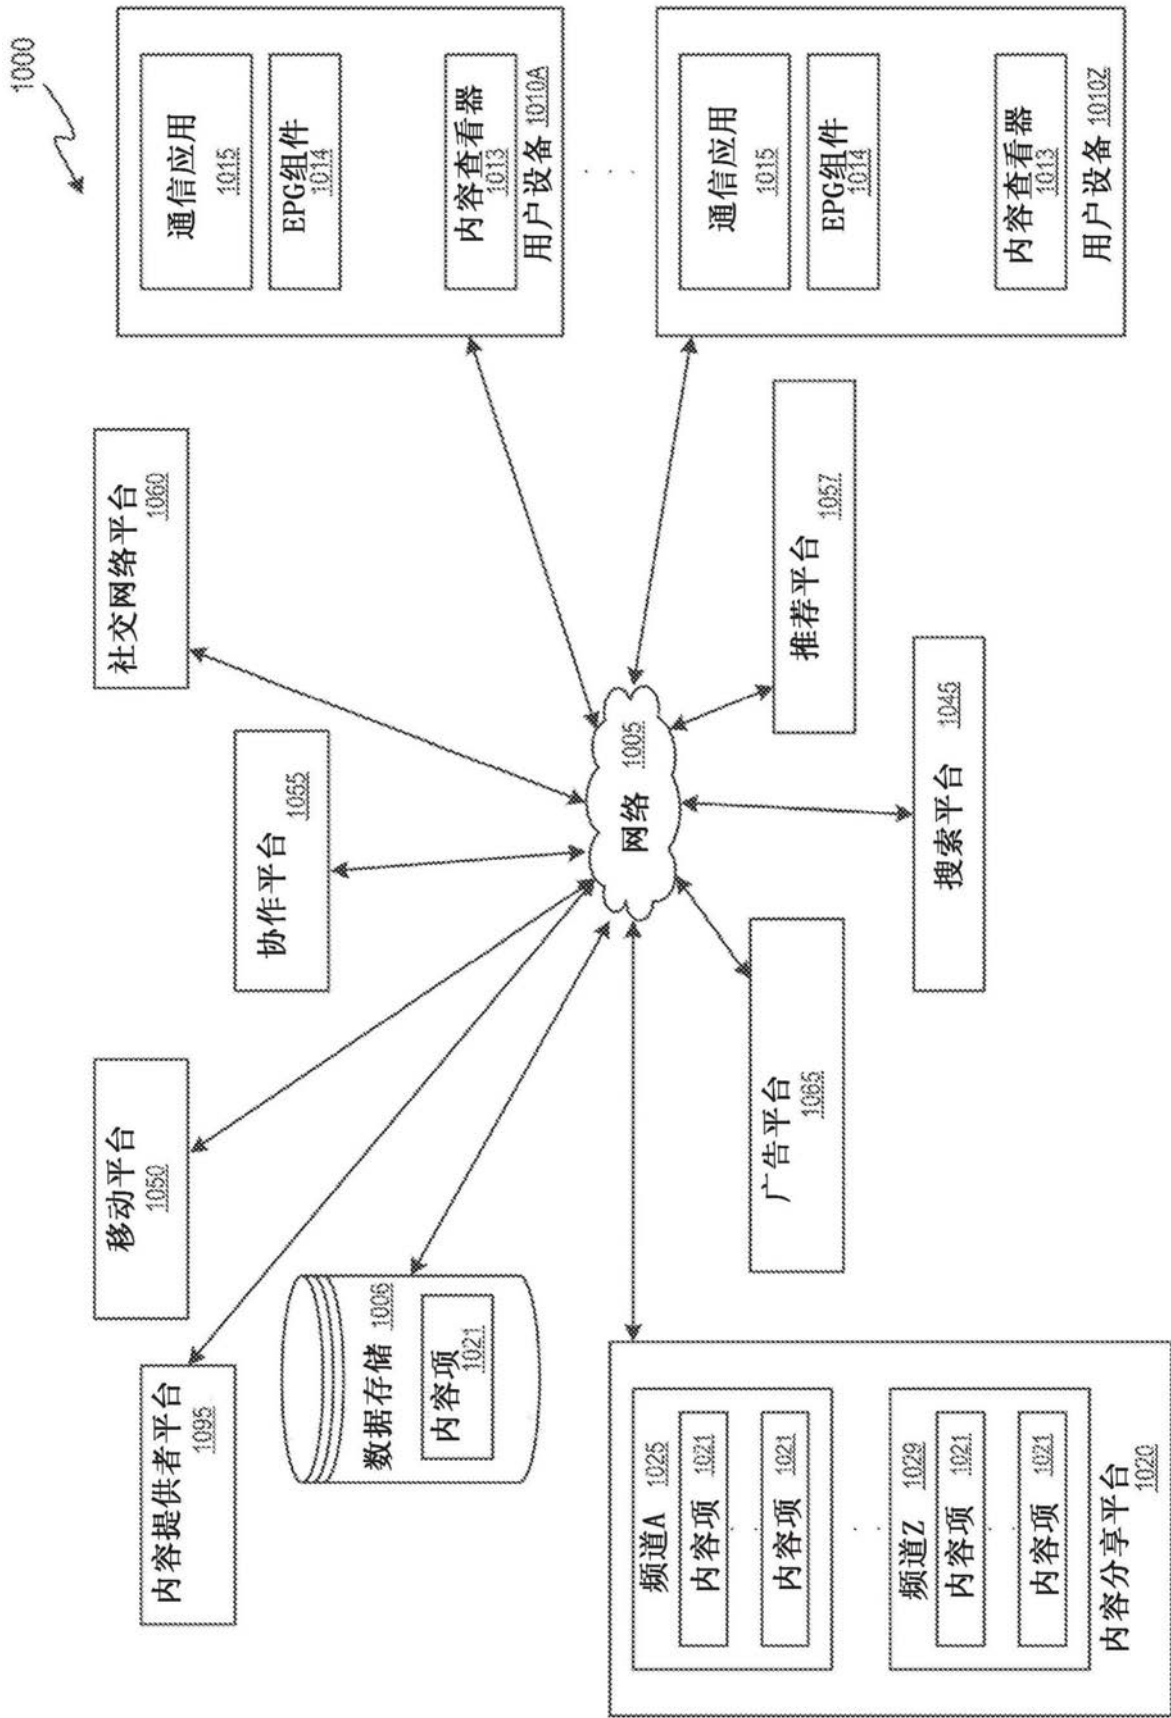 1000
内容提供者平台
1095
移动平台
1050
社交网络平台
1060
通信应用
1015
EPG组件
1014
内容查看器
1013
用户设备 1010A
协作平台
1055
数据存储 1006
内容项
1021
网络 1005
频道A 1025
内容项 1021
内容项 1021
频道Z 1029
内容项 1021
内容项 1021
内容分享平台
1020
广告平台
1065
搜索平台 1045
推荐平台
1057
通信应用
1015
EPG组件
1014
内容查看器
1013
用户设备 1010Z